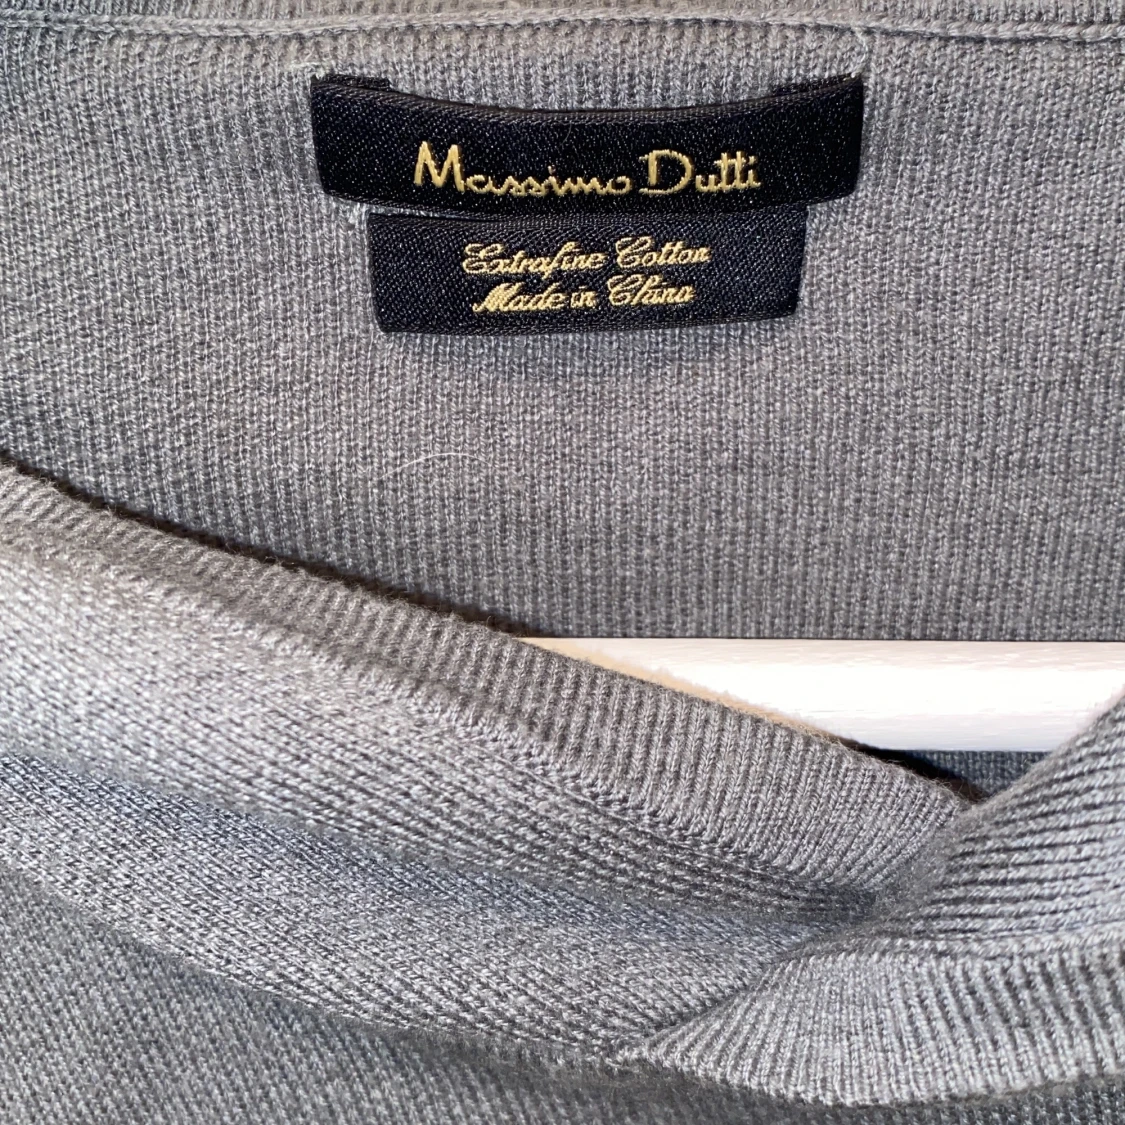 Massimo Dutti
Extrafine Cotton
Made in China